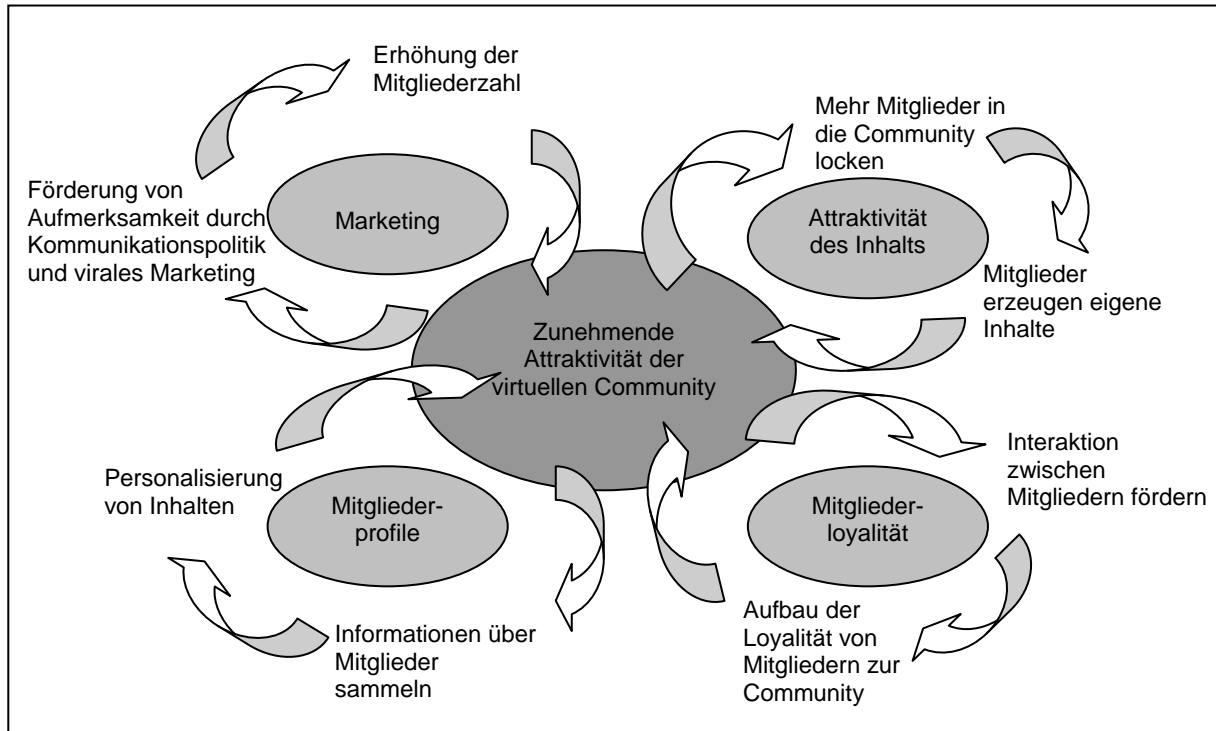 Erhöhung der
Mitgliederzahl
Mehr Mitglieder in
die Community
locken
Förderung von
Aufmerksamkeit durch
Kommunikationspolitik
und virales Marketing
Marketing
Attraktivität
des Inhalts
Mitglieder
erzeugen eigene
Inhalte
Zunehmende
Attraktivität der
virtuellen Community
Personalisierung
von Inhalten
Mitglieder-
profile
Mitglieder-
loyalität
Interaktion
zwischen
Mitgliedern fördern
Informationen über
Mitglieder
sammeln
Aufbau der
Loyalität von
Mitgliedern zur
Community